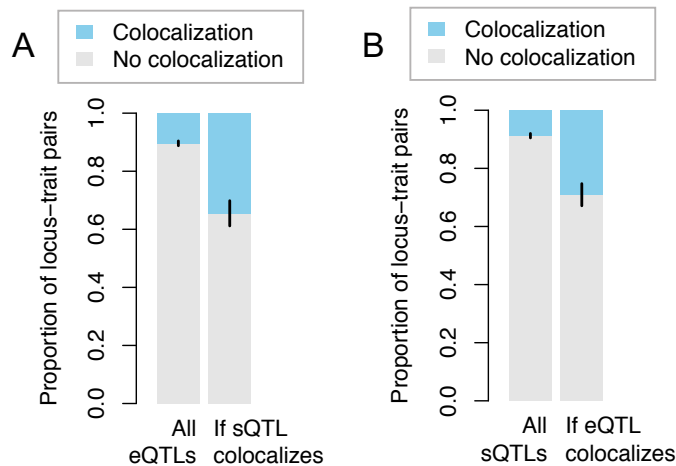 A
Colocalization
No colocalization
Proportion of locus−trait pairs
1.0
0.8
0.6
0.4
0.2
0.0
All
eQTLs
If sQTL
colocalizes
B
Colocalization
No colocalization
Proportion of locus−trait pairs
1.0
0.8
0.6
0.4
0.2
0.0
All
sQTLs
If eQTL
colocalizes